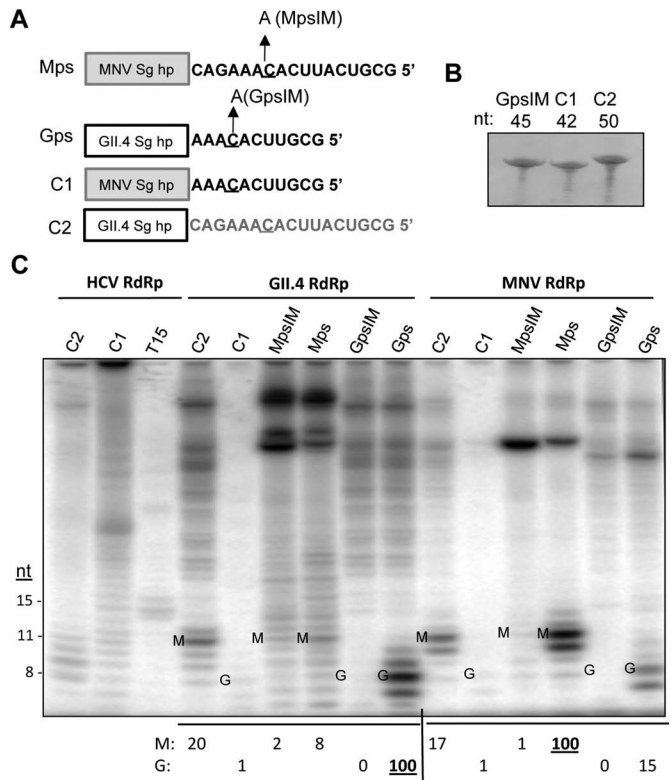 A
A (MpsIM)
Mps MNV Sg hp CAGAAACACUUACUGCG 5’
A(GpsIM)
Gps GII.4 Sg hp AAACACUUGCG 5’
C1 MNV Sg hp AAACACUUGCG 5’
C2 GII.4 Sg hp CAGAAACACUUACUGCG 5’
B
GpsIM C1 C2
nt: 45 42 50
C
HCV RdRp GII.4 RdRp MNV RdRp
C2 C1 T15 C2 C1 MpsIM Mps GpsIM Gps C2 C1 MpsIM Mps GpsIM Gps
nt
15
11 M M M M M M
8 G G G G G G
M: 20 2 8 17 1 100
G: 1 0 100 1 0 15